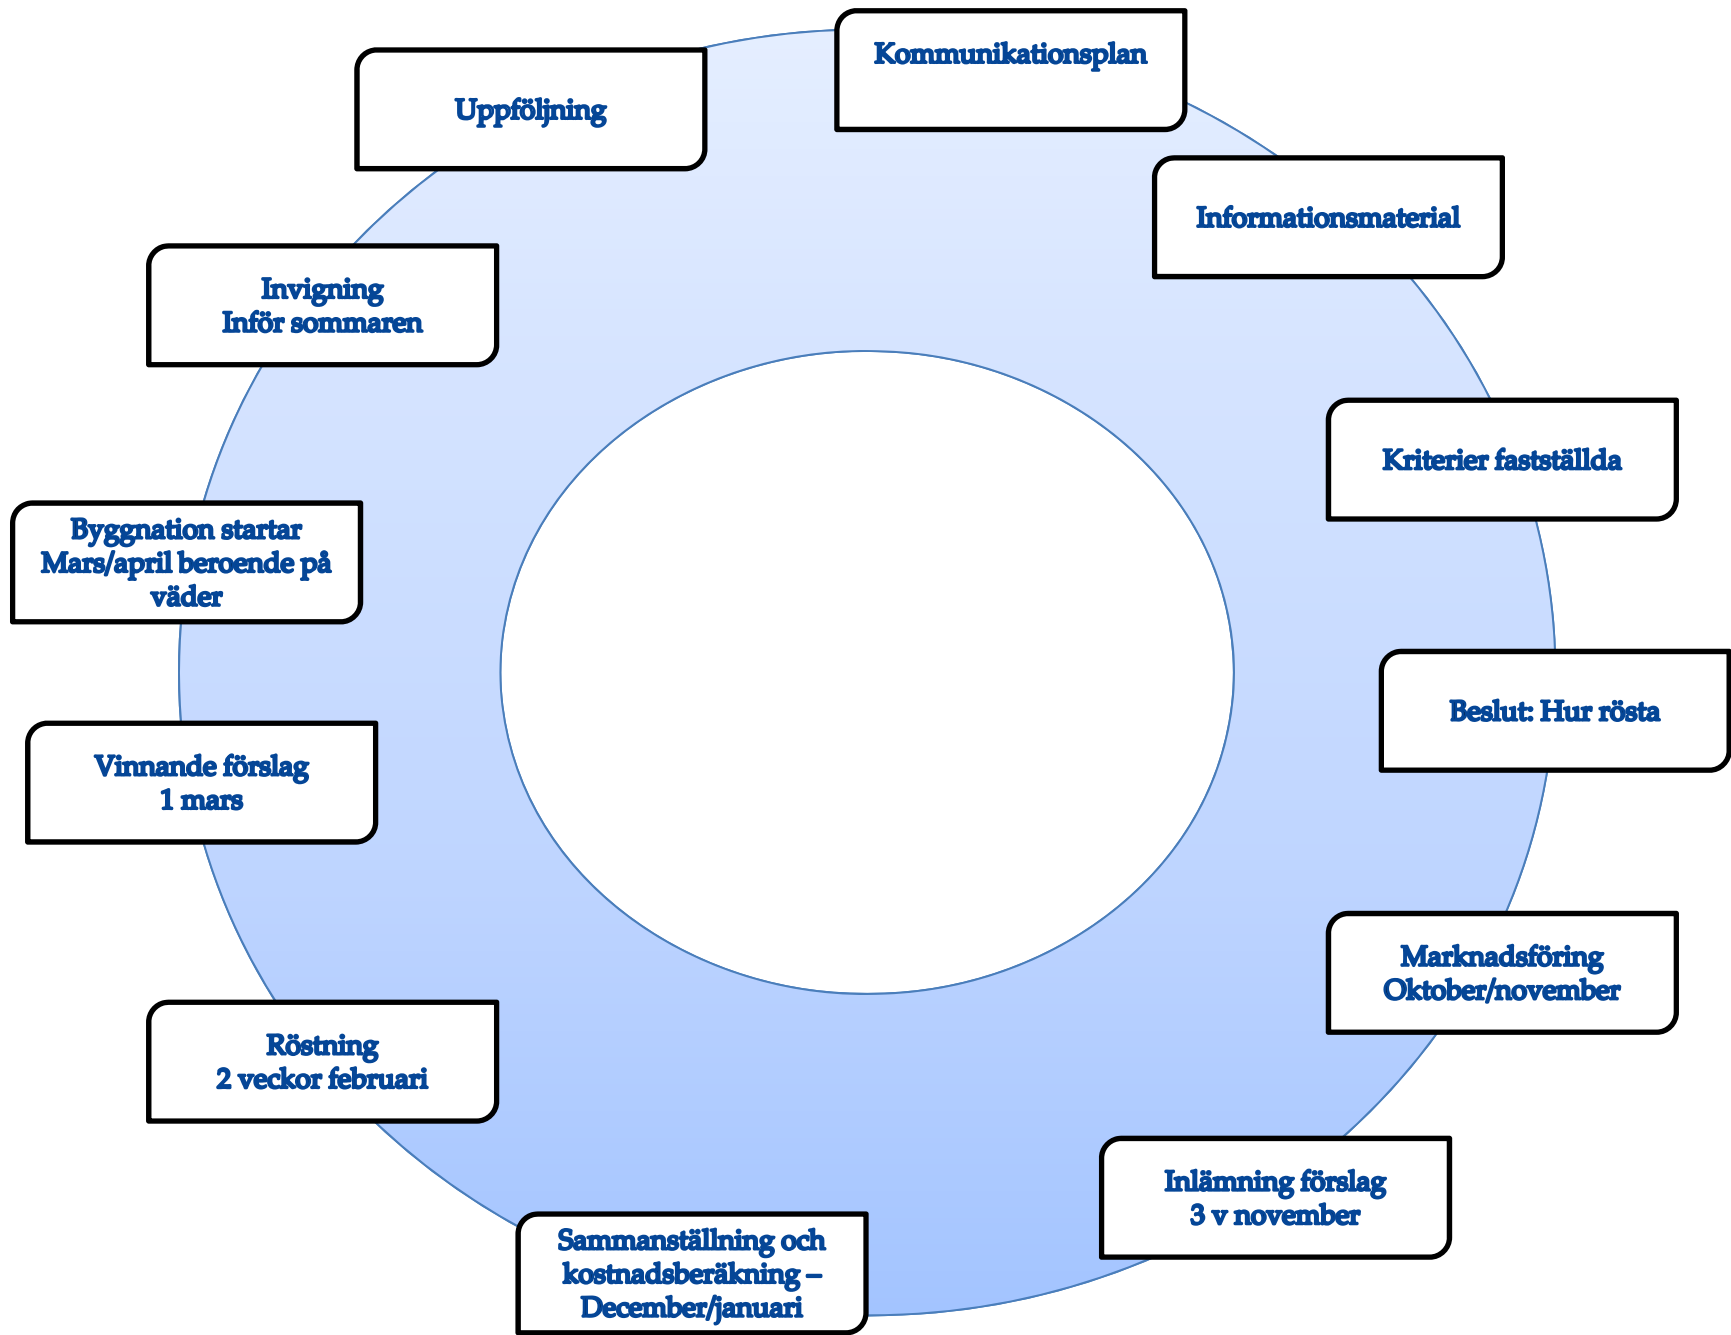 Kommunikationsplan
Informationsmaterial
Kriterier fastställda
Beslut: Hur rösta
Marknadsföring
Oktober/november
Inlämning förslag
3 v november
Sammanställning och
kostnadsberäkning –
December/januari
Röstning
2 veckor februari
Vinnande förslag
1 mars
Byggnation startar
Mars/april beroende på
väder
Invigning
Inför sommaren
Uppföljning